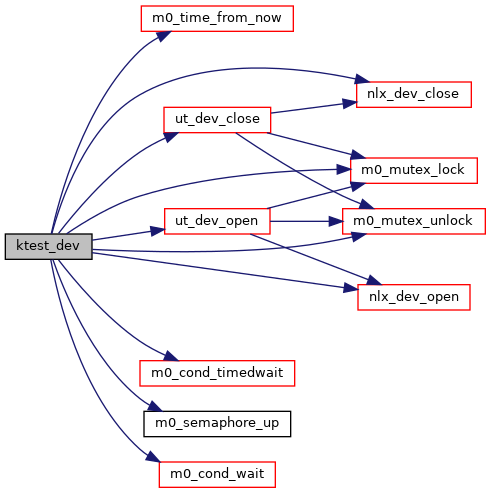 m0_time_from_now
nlx_dev_close
ut_dev_close
m0_mutex_lock
ut_dev_open
m0_mutex_unlock
ktest_dev
nlx_dev_open
m0_cond_timedwait
m0_semaphore_up
m0_cond_wait